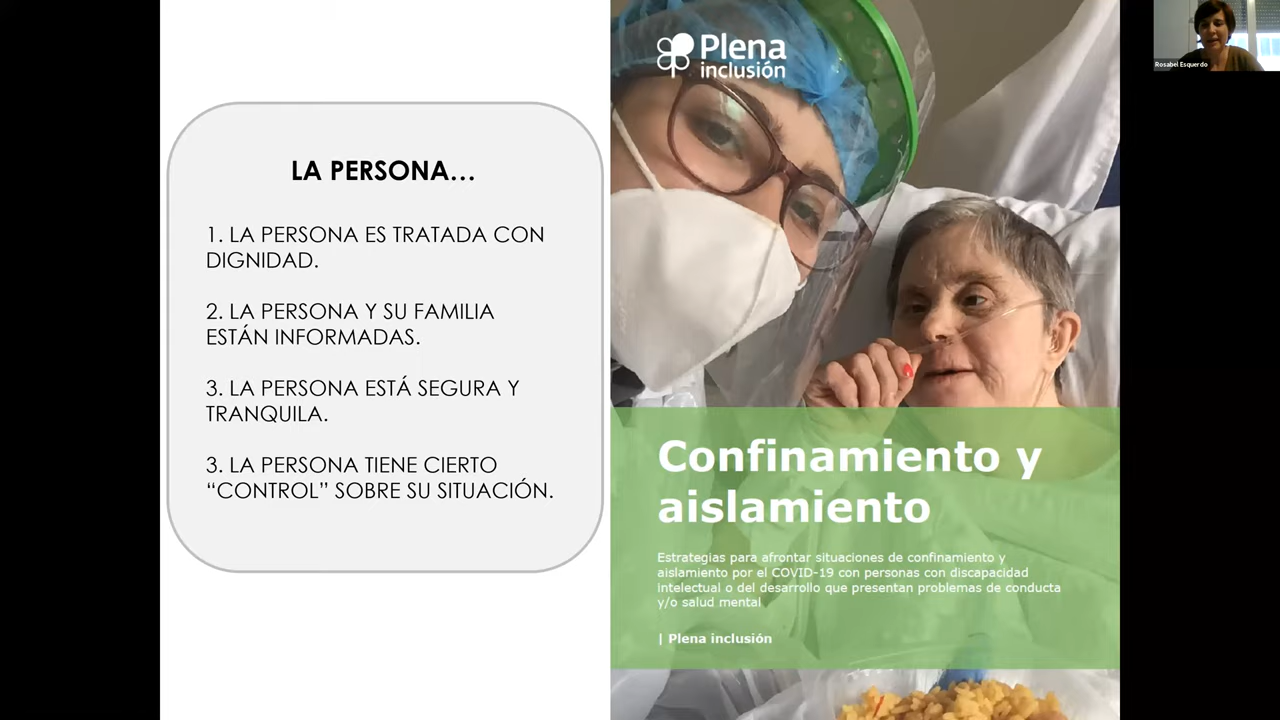 LA PERSONA...
1. LA PERSONA ES TRATADA CON
DIGNIDAD.
2. LA PERSONA Y SU FAMILIA
ESTÁN INFORMADAS.
3. LA PERSONA ESTÁ SEGURA Y
TRANQUILA.
3. LA PERSONA TIENE CIERTO
“CONTROL” SOBRE SU SITUACIÓN.
Plena
inclusión
Confinamiento y
aislamiento
Estrategias para afrontar situaciones de confinamiento y
aislamiento por el COVID-19 con personas con discapacidad
intelectual o del desarrollo que presentan problemas de conducta
y/o salud mental
| Plena inclusión
Rosabel Esquerdo